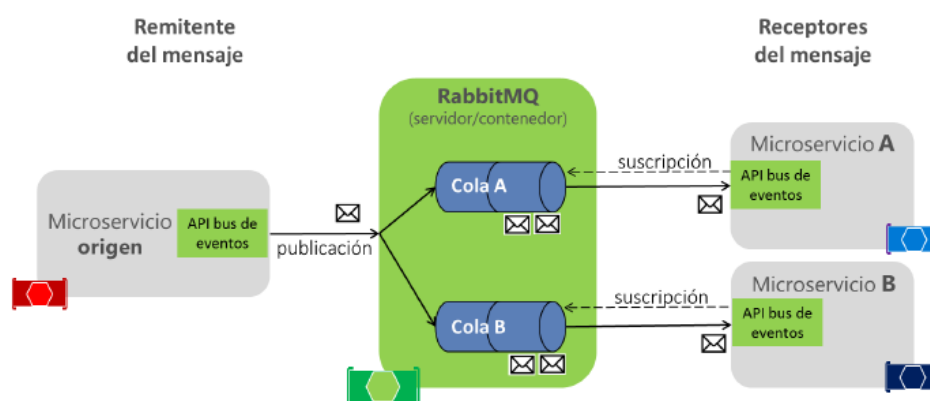 Remitente
del mensaje
Receptores
del mensaje
RabbitMQ
(servidor/contenedor)
Microservicio
origen
API bus de
eventos
publicación
Cola A
Cola B
suscripción
Microservicio A
API bus de
eventos
suscripción
Microservicio B
API bus de
eventos